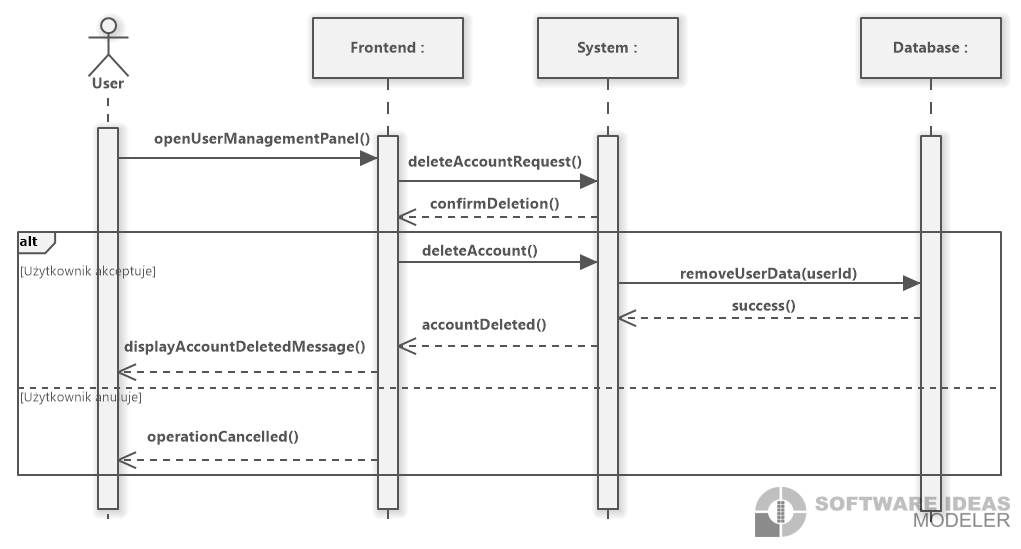 User
Frontend :
System :
Database :
openUserManagementPanel()
deleteAccountRequest()
confirmDeletion()
alt
deleteAccount()
[Użytkownik akceptuje]
removeUserData(userId)
success()
accountDeleted()
displayAccountDeletedMessage()
[Użytkownik anuluje]
operationCancelled()
SOFTWARE IDEAS
MODELER